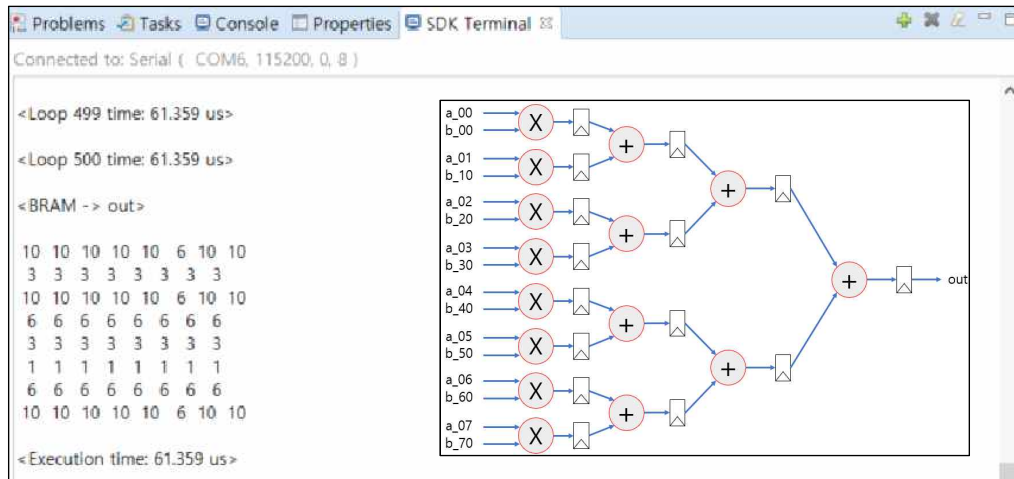 Problems Tasks Console Properties SDK Terminal
Connected to: Serial ( COM6, 115200, 0, 8 )
<Loop 499 time: 61.359 us>
<Loop 500 time: 61.359 us>
<BRAM -> out>
10 10 10 10 10 6 10 10
3 3 3 3 3 3 3 3
10 10 10 10 10 6 10 10
6 6 6 6 6 6 6 6
3 3 3 3 3 3 3 3
1 1 1 1 1 1 1 1
6 6 6 6 6 6 6 6
10 10 10 10 10 6 10 10
<Execution time: 61.359 us>
a_00
b_00
X
a_01
b_10
X
+
a_02
b_20
X
a_03
b_30
X
+
+
a_04
b_40
X
a_05
b_50
X
+
a_06
b_60
X
a_07
b_70
X
+
+
+
out